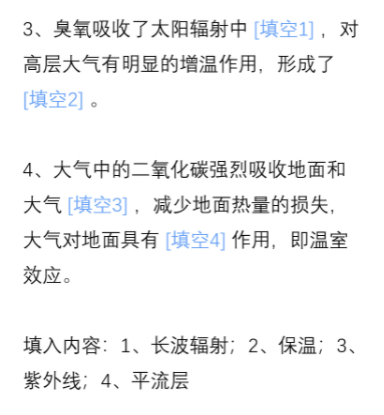 3、臭氧吸收了太阳辐射中 [填空1] ，对
高层大气有明显的增温作用，形成了
[填空2] 。
4、大气中的二氧化碳强烈吸收地面和
大气 [填空3] ，减少地面热量的损失，
大气对地面具有 [填空4] 作用，即温室
效应。
填入内容：1、长波辐射；2、保温；3、
紫外线；4、平流层